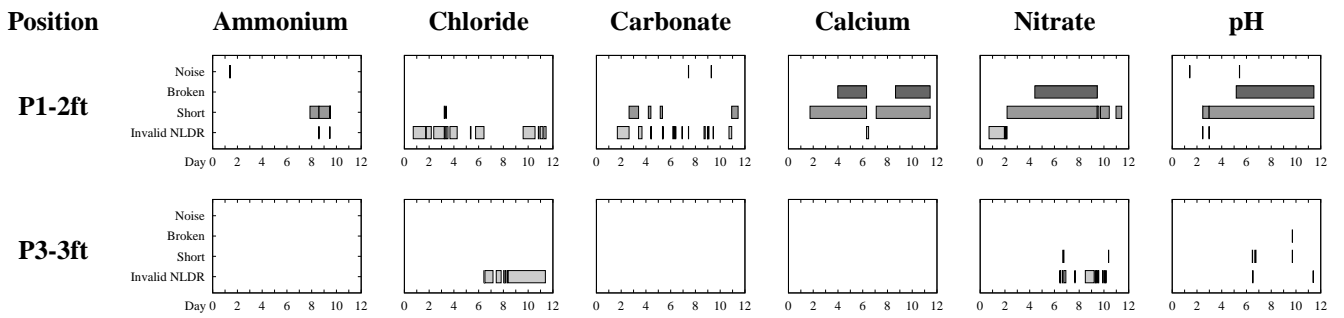 Position Ammonium Chloride Carbonate Calcium Nitrate pH
Noise
Broken
P1-2ft
Short
Invalid NLDR
Day 0 2 4 6 8 10 12 0 2 4 6 8 10 12 0 2 4 6 8 10 12 0 2 4 6 8 10 12 0 2 4 6 8 10 12 0 2 4 6 8 10 12
Noise
Broken
P3-3ft
Short
Invalid NLDR
Day 0 2 4 6 8 10 12 0 2 4 6 8 10 12 0 2 4 6 8 10 12 0 2 4 6 8 10 12 0 2 4 6 8 10 12 0 2 4 6 8 10 12